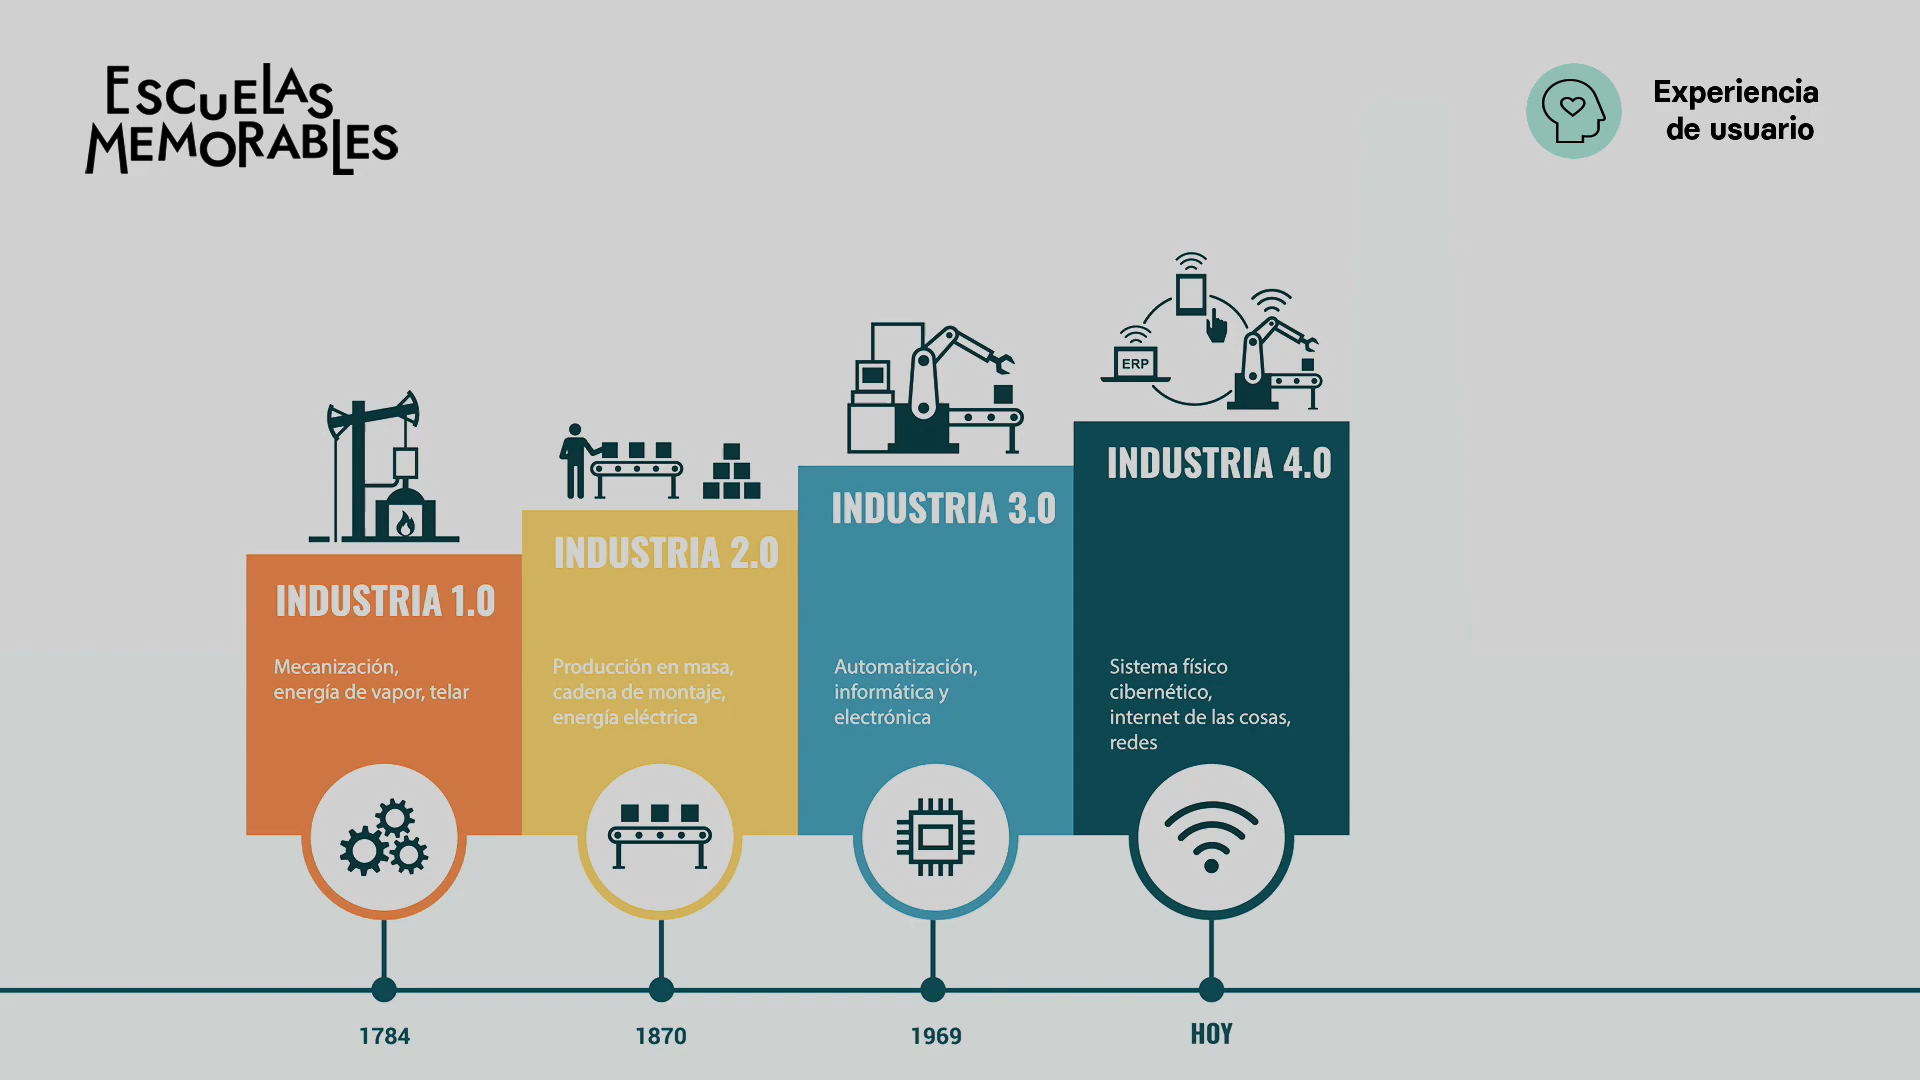 ESCUELAS
MEMORABLES
Experiencia
de usuario
ERP
INDUSTRIA 1.0
Mecanización,
energía de vapor, telar
INDUSTRIA 2.0
Producción en masa,
cadena de montaje,
energía eléctrica
INDUSTRIA 3.0
Automatización,
informática y
electrónica
INDUSTRIA 4.0
Sistema físico
cibernético,
internet de las cosas,
redes
1784
1870
1969
HOY